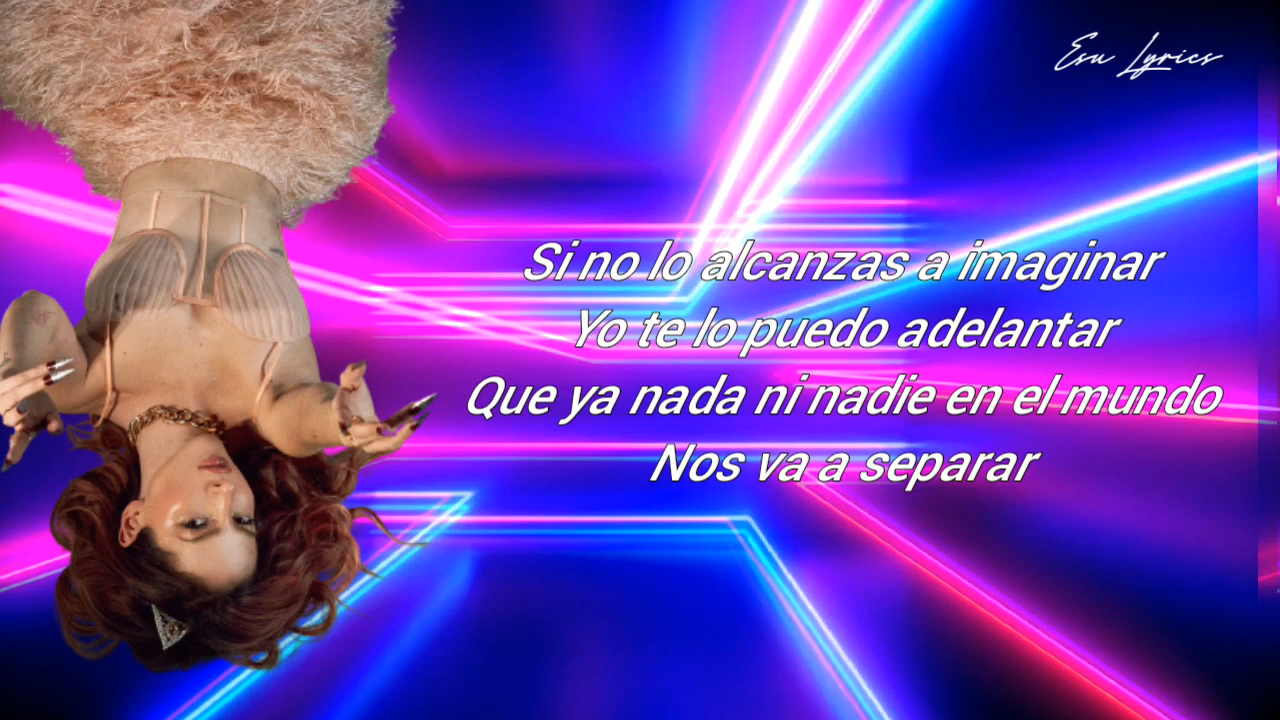 Esu Lyrics
Si no lo alcanzas a imaginar
Yo te lo puedo adelantar
Que ya nada ni nadie en el mundo
Nos va a separar